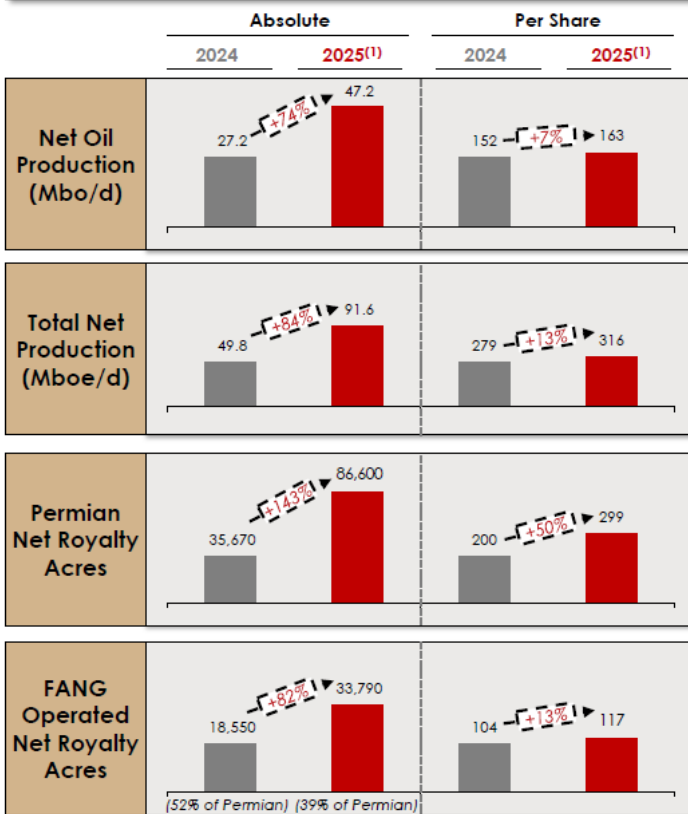 Absolute Per Share
2024 2025(1) 2024 2025(1)
Net Oil
Production
(Mbo/d)
27.2 +74% 47.2 152 +7% 163
Total Net
Production
(Mboe/d)
49.8 +84% 91.6 279 +13% 316
Permian
Net Royalty
Acres
35,670 +143% 86,600 200 +50% 299
FANG
Operated
Net Royalty
Acres
18,550 +82% 33,790 104 +13% 117
(52% of Permian) (39% of Permian)